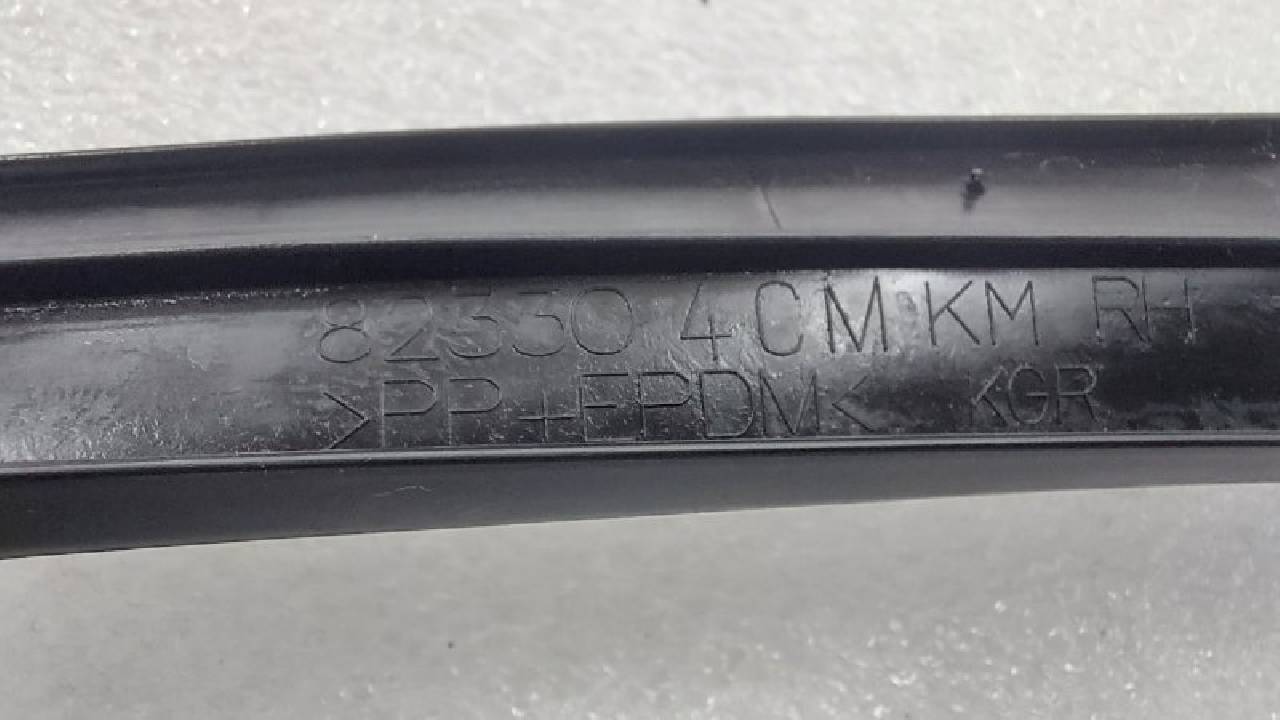 82330 4CM KM RH
>PP+EPDM< KGR